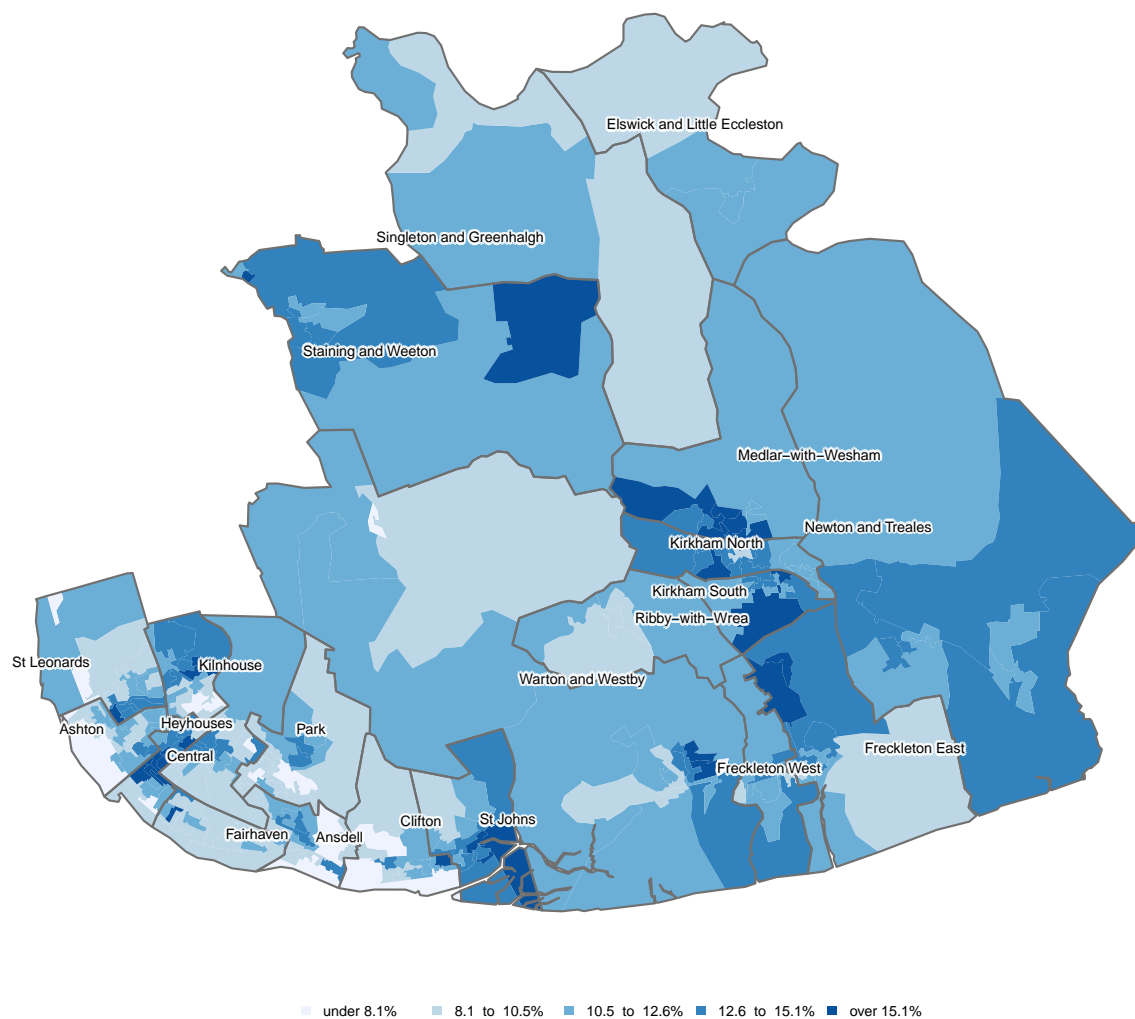 Elswick and Little Eccleston
Singleton and Greenhalgh
Staining and Weeton
Medlar−with−Wesham
Newton and Treales
Kirkham North
Kirkham South
Ribby−with−Wrea
St Leonards
Kilnhouse
Warton and Westby
Heyhouses
Ashton
Park
Freckleton East
Central
Freckleton West
Clifton
St Johns
Fairhaven
Ansdell
under 8.1%
8.1 to 10.5%
10.5 to 12.6%
12.6 to 15.1%
over 15.1%